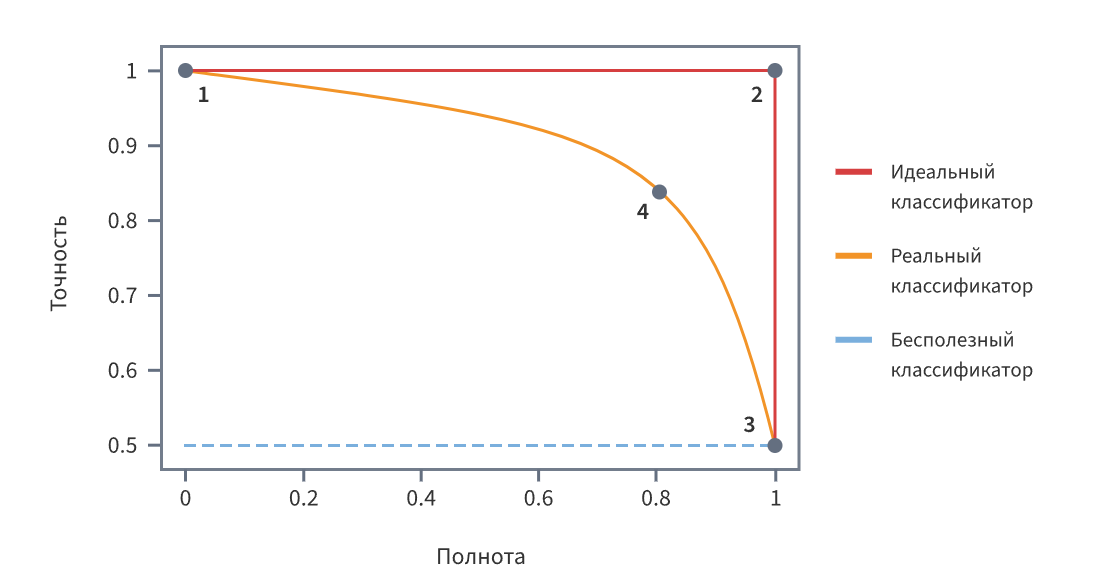 1
0.9
0.8
0.7
0.6
0.5
Точность
1
2
4
3
0
0.2
0.4
0.6
0.8
1
Полнота
Идеальный
классификатор
Реальный
классификатор
Бесполезный
классификатор